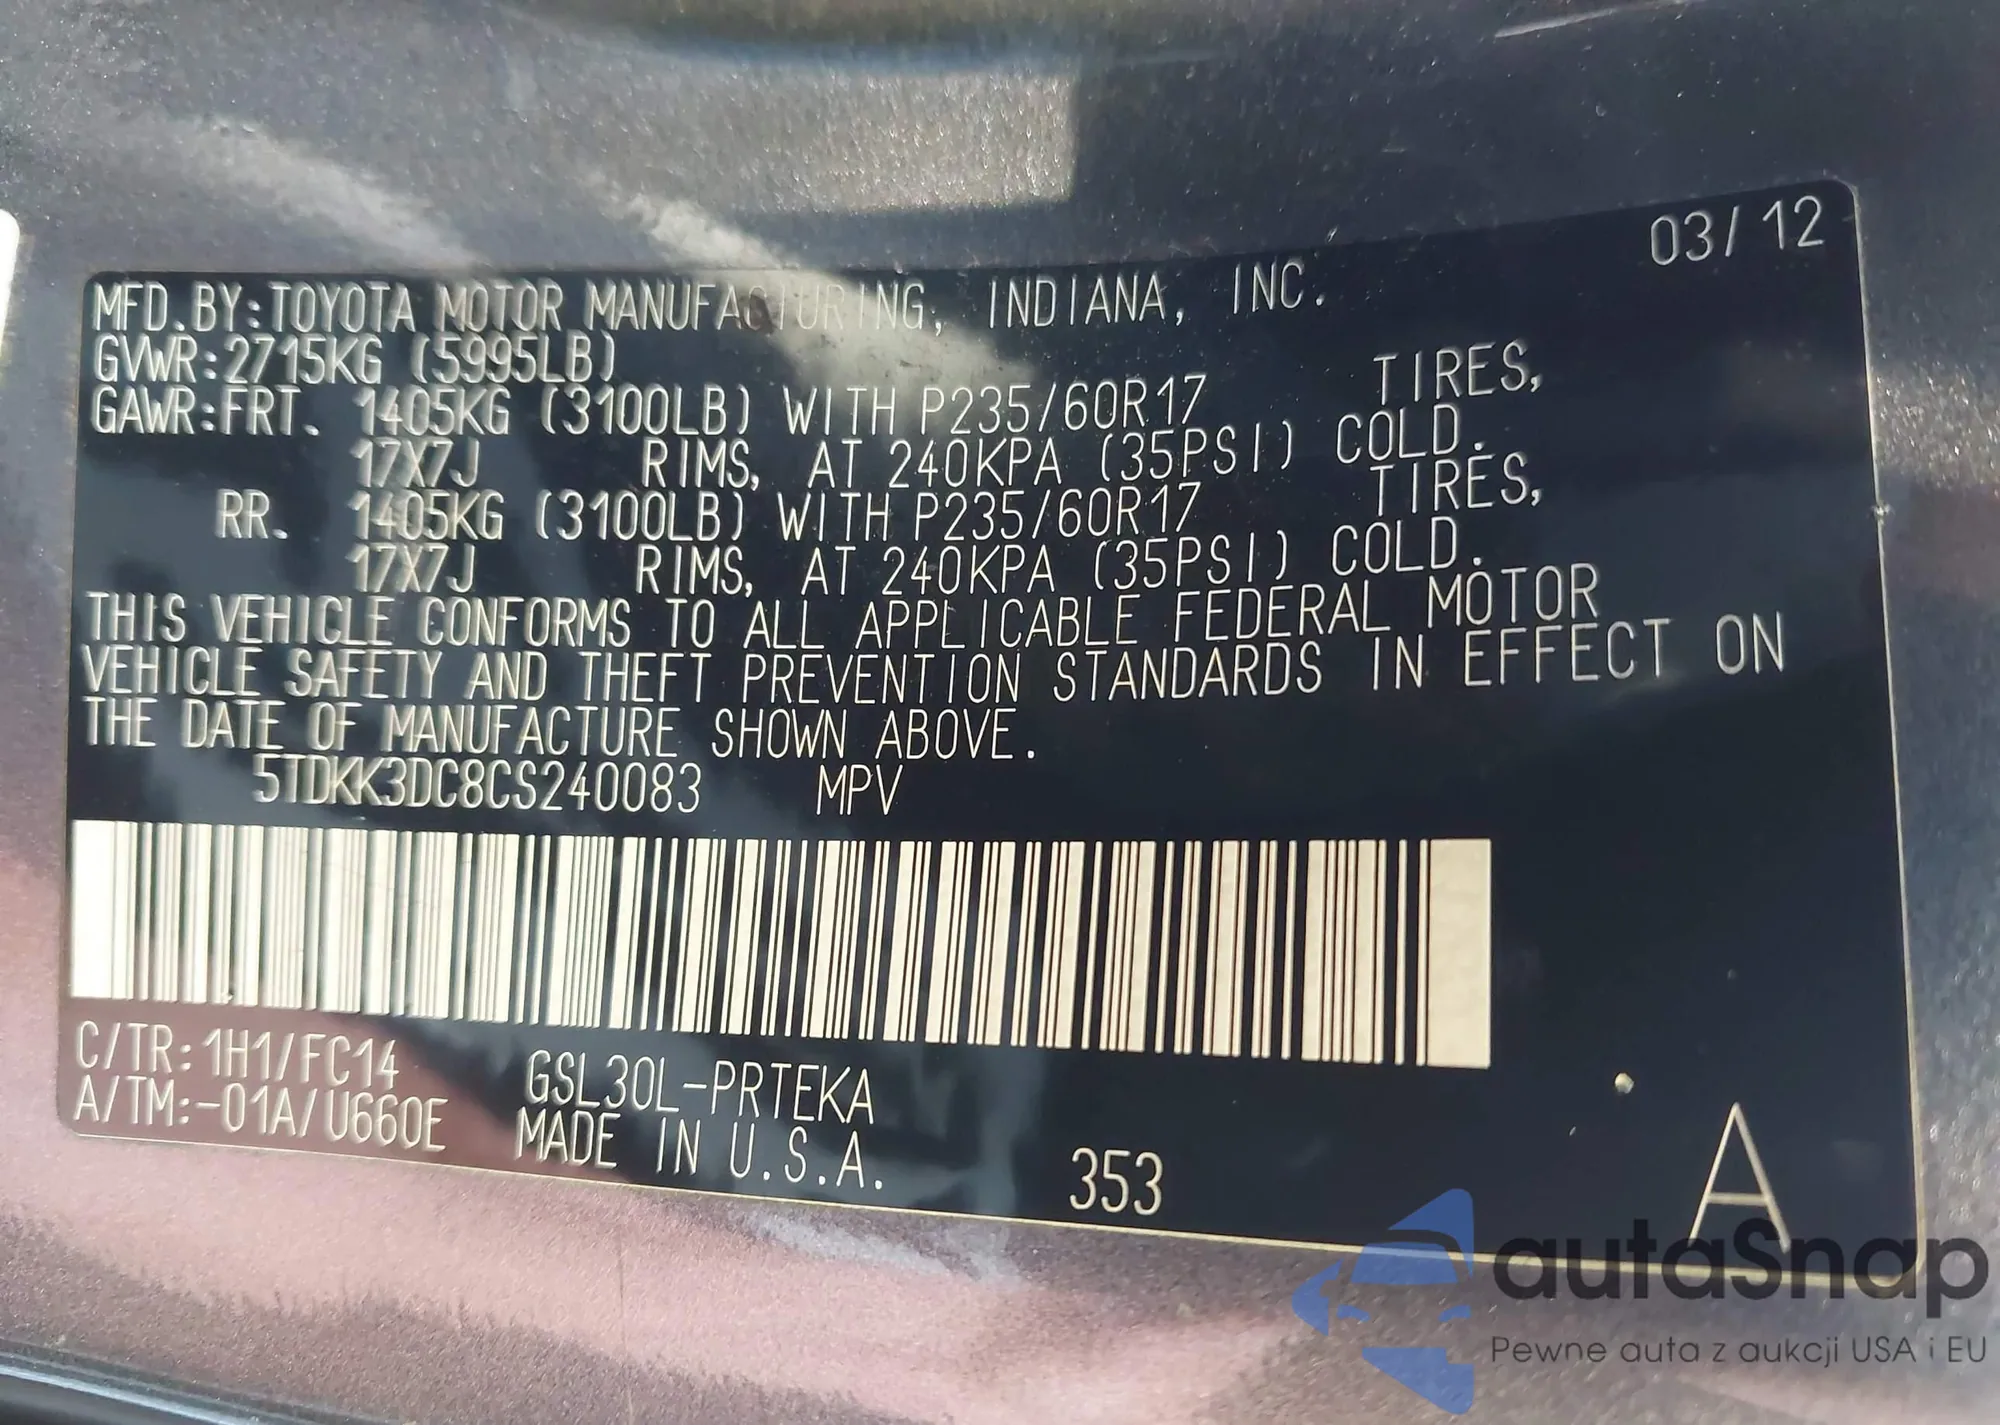 03/12
MFD.BY:TOYOTA MOTOR MANUFACTURING, INDIANA, INC.
GVWR:2715KG (5995LB)
GAWR:FRT. 1405KG (3100LB) WITH P235/60R17 TIRES,
17X7J RIMS, AT 240KPA (35PSI) COLD.
RR. 1405KG (3100LB) WITH P235/60R17 TIRES,
17X7J RIMS, AT 240KPA (35PSI) COLD.
THIS VEHICLE CONFORMS TO ALL APPLICABLE FEDERAL MOTOR
VEHICLE SAFETY AND THEFT PREVENTION STANDARDS IN EFFECT ON
THE DATE OF MANUFACTURE SHOWN ABOVE.
5TDKK3DC8CS240083 MPV
C/TR:1H1/FC14 GSL30L-PRTEKA
A/TM:-01A/U660E MADE IN U.S.A. 353 A
autaSnap
Pewne auta z aukcji USA i EU